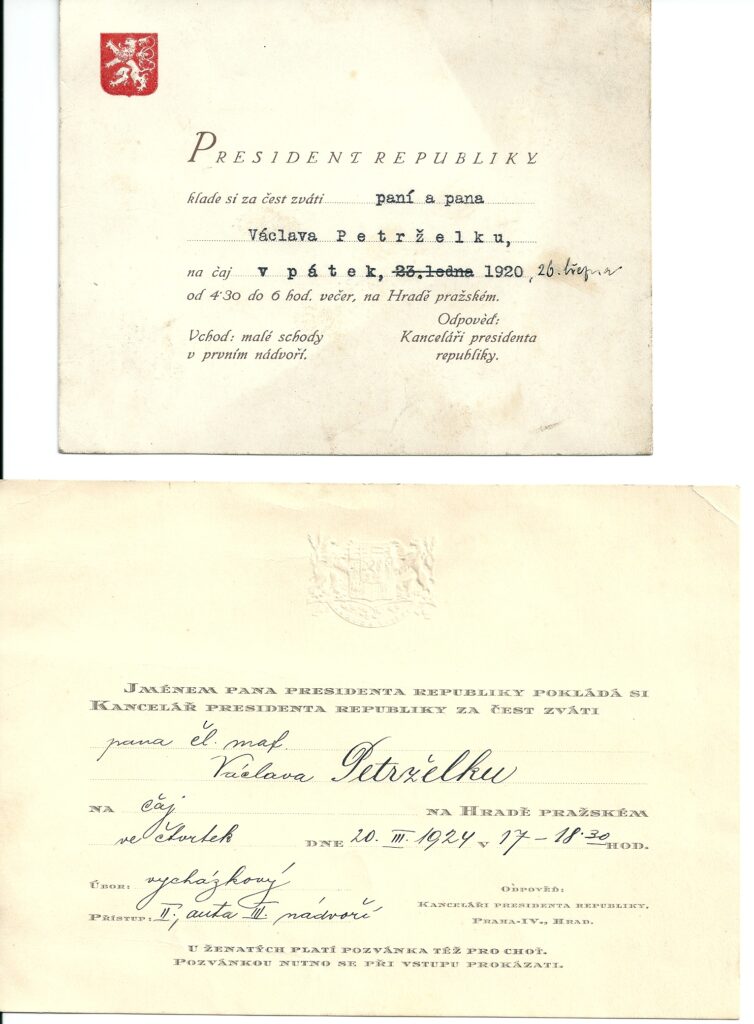 PRESIDENT REPUBLIKY
klade si za čest zváti paní a pana
Václava Petrželku,
na čaj v pátek, 23. ledna 1920, 26. března
od 4·30 do 6 hod. večer, na Hradě pražském.
Odpověď:
Vchod: malé schody Kanceláři presidenta
v prvním nádvoří. republiky.
JMÉNEM PANA PRESIDENTA REPUBLIKY POKLÁDÁ SI
KANCELÁŘ PRESIDENTA REPUBLIKY ZA ČEST ZVÁTI
pana čl. maf.
Václava Petrželku
NA čaj NA HRADĚ PRAŽSKÉM
ve čtvrtek DNE 20. III. 1924 V 17 – 18·30 HOD.
ÚBOR: vycházkový ODPOVĚĎ:
KANCELÁŘI PRESIDENTA REPUBLIKY,
PŘÍSTUP: II., auta III. nádvoří PRAHA-IV., HRAD.
U ŽENATÝCH PLATÍ POZVÁNKA TÉŽ PRO CHOŤ.
POZVÁNKOU NUTNO SE PŘI VSTUPU PROKÁZATI.